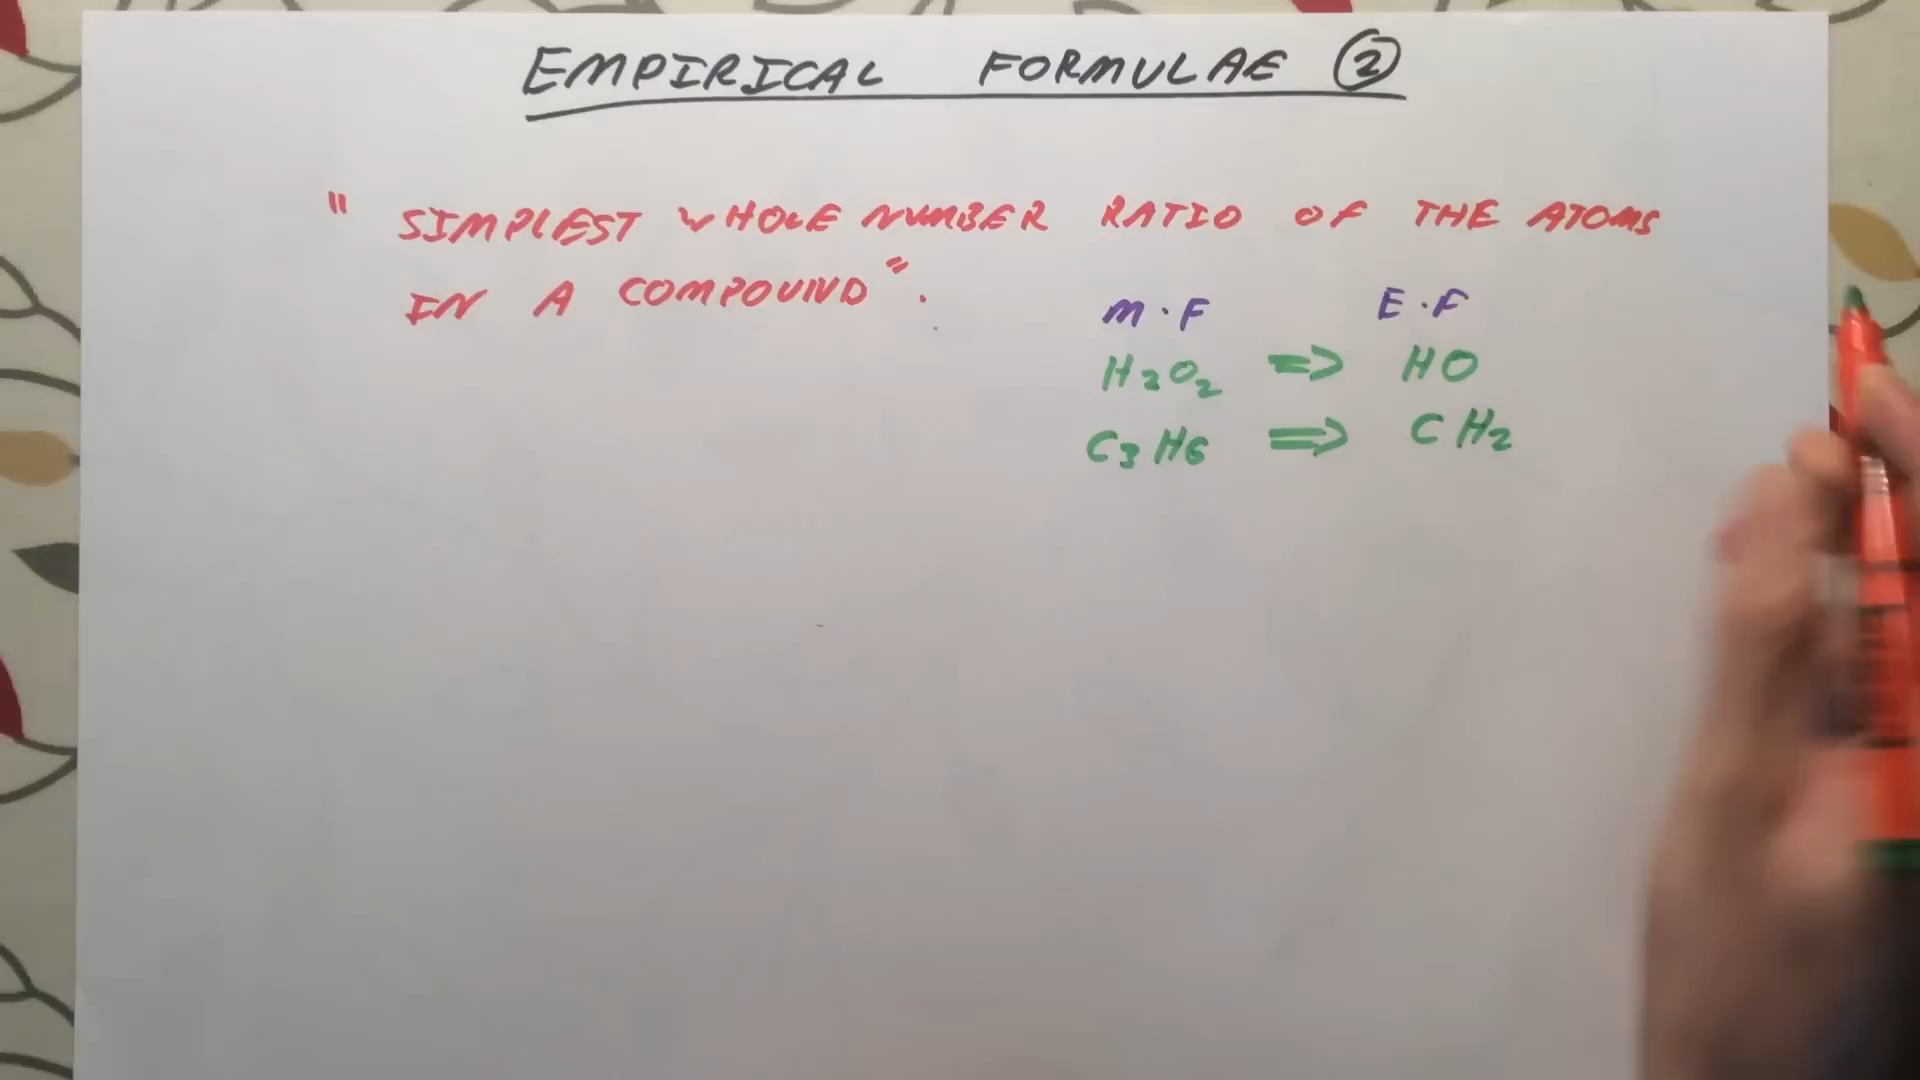 EMPIRICAL FORMULAE ②
" SIMPLEST WHOLE NUMBER RATIO OF THE ATOMS
IN A COMPOUND".
M.F E.F
H₂O₂ ⇒ HO
C₃H₆ ⇒ CH₂